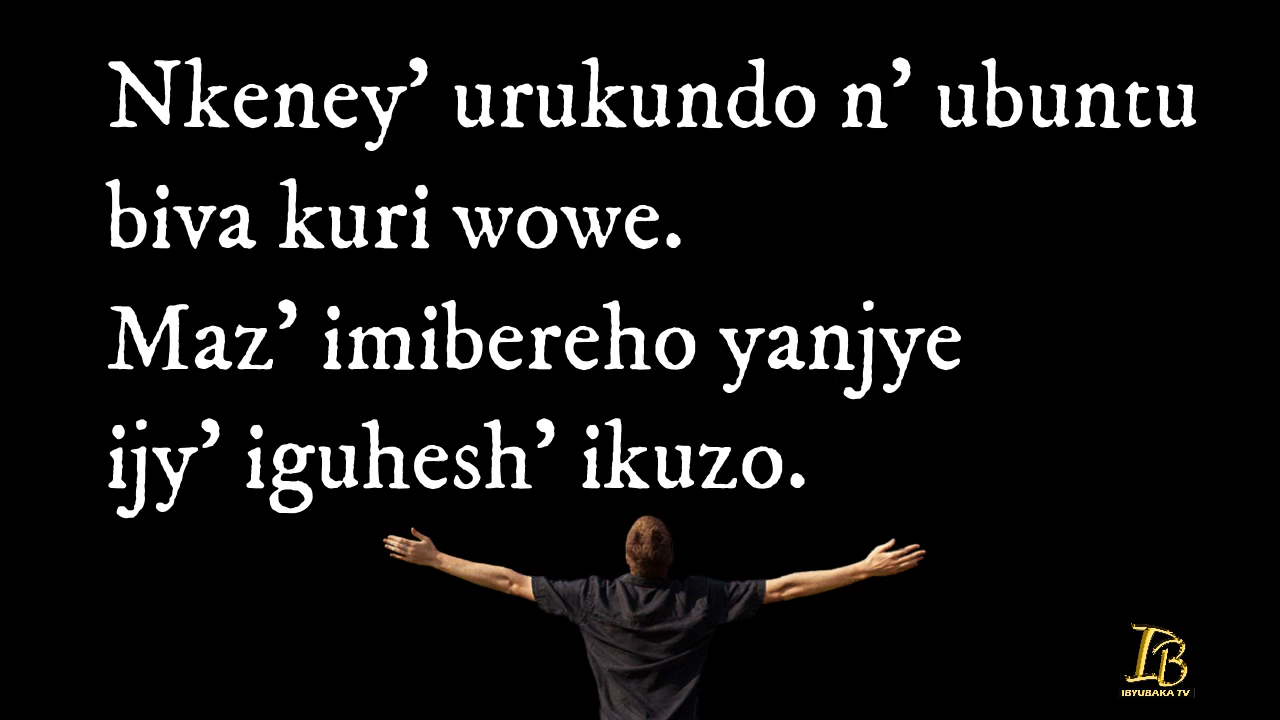 Nkeney’ urukundo n’ ubuntu
biva kuri wowe.
Maz’ imibereho yanjye
ijy’ iguhesh’ ikuzo.
IB
IBYUBAKA TV